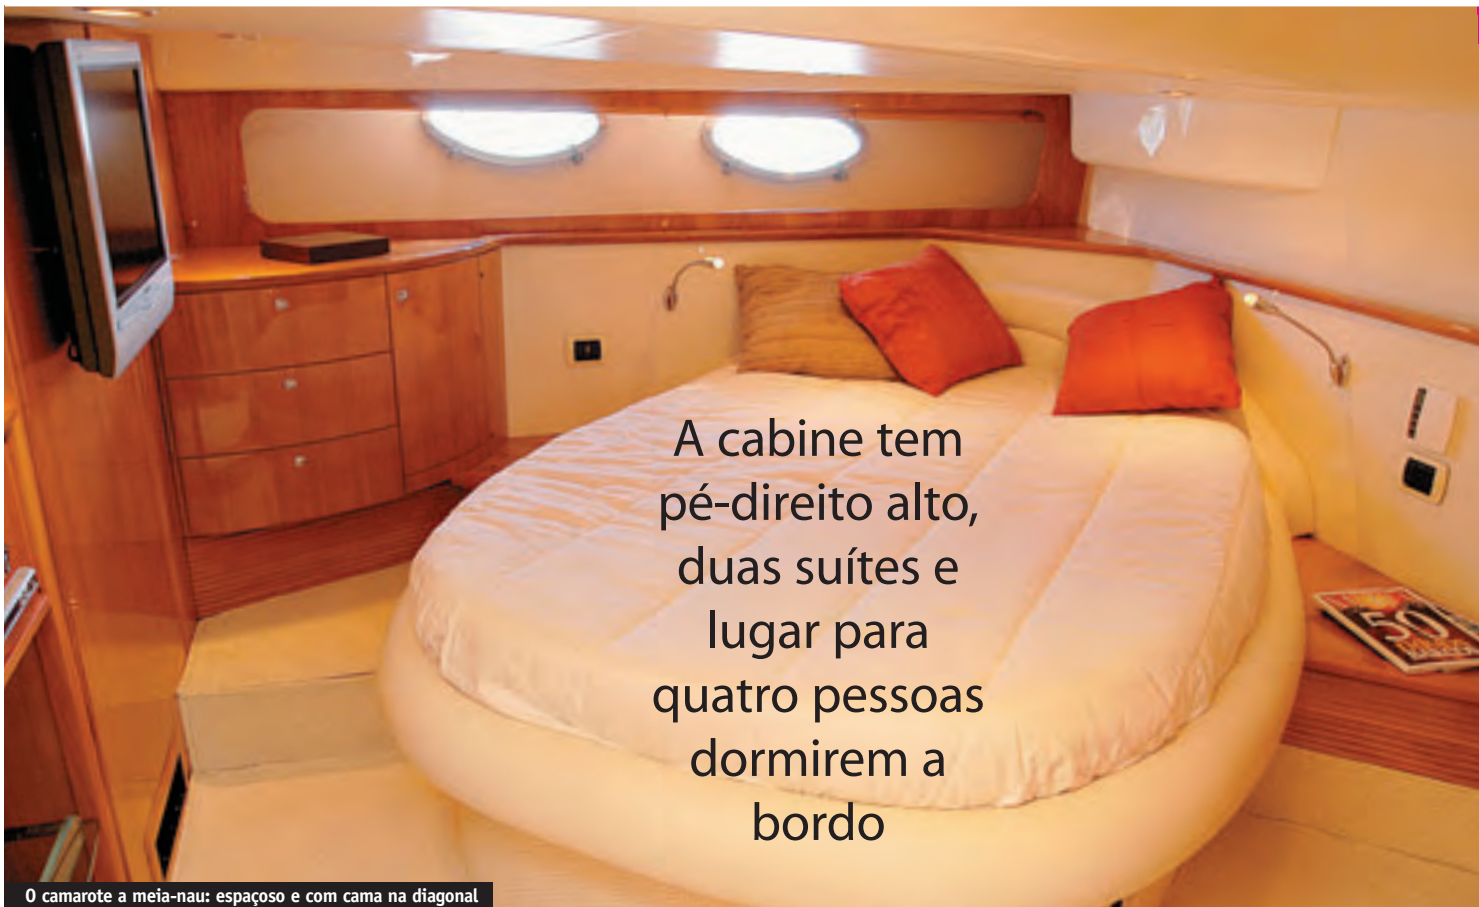 A cabine tem
pé-direito alto,
duas suítes e
lugar para
quatro pessoas
dormirem a
bordo
50
O camarote a meia-nau: espaçoso e com cama na diagonal